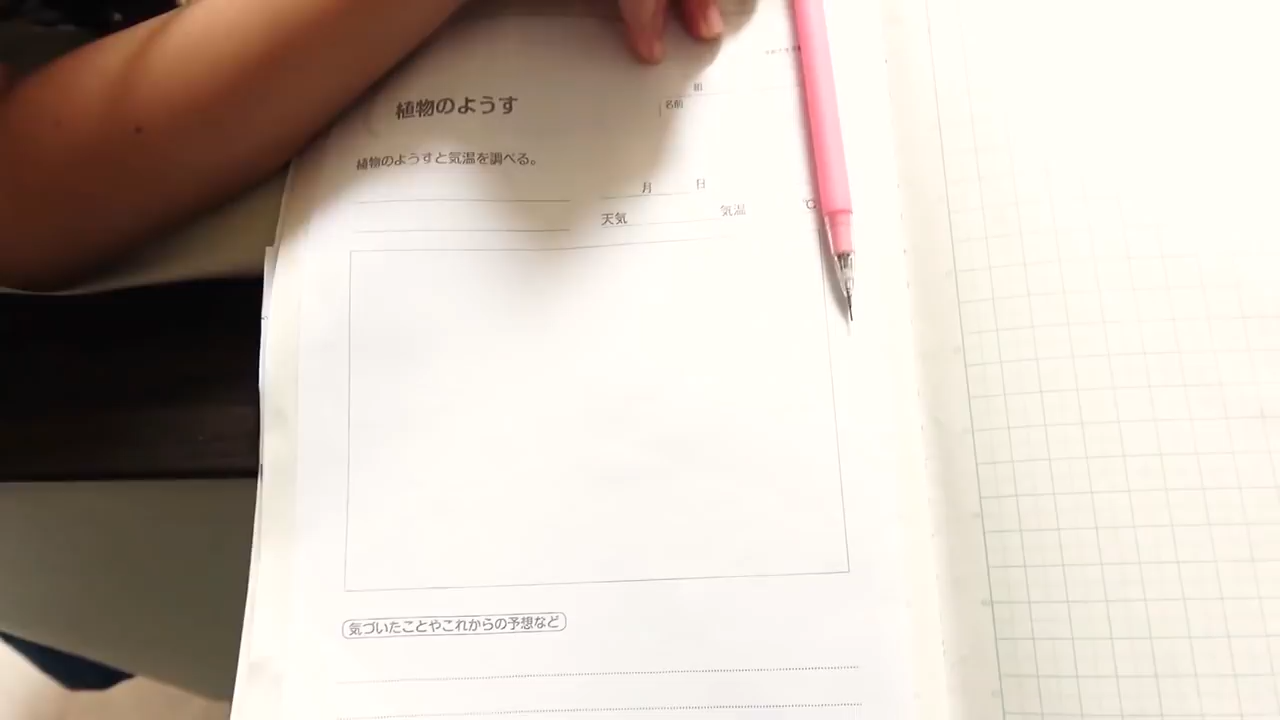 組
植物のようす
名前
植物のようすと気温を調べる。
月 日
天気 気温 ℃
気づいたことやこれからの予想など